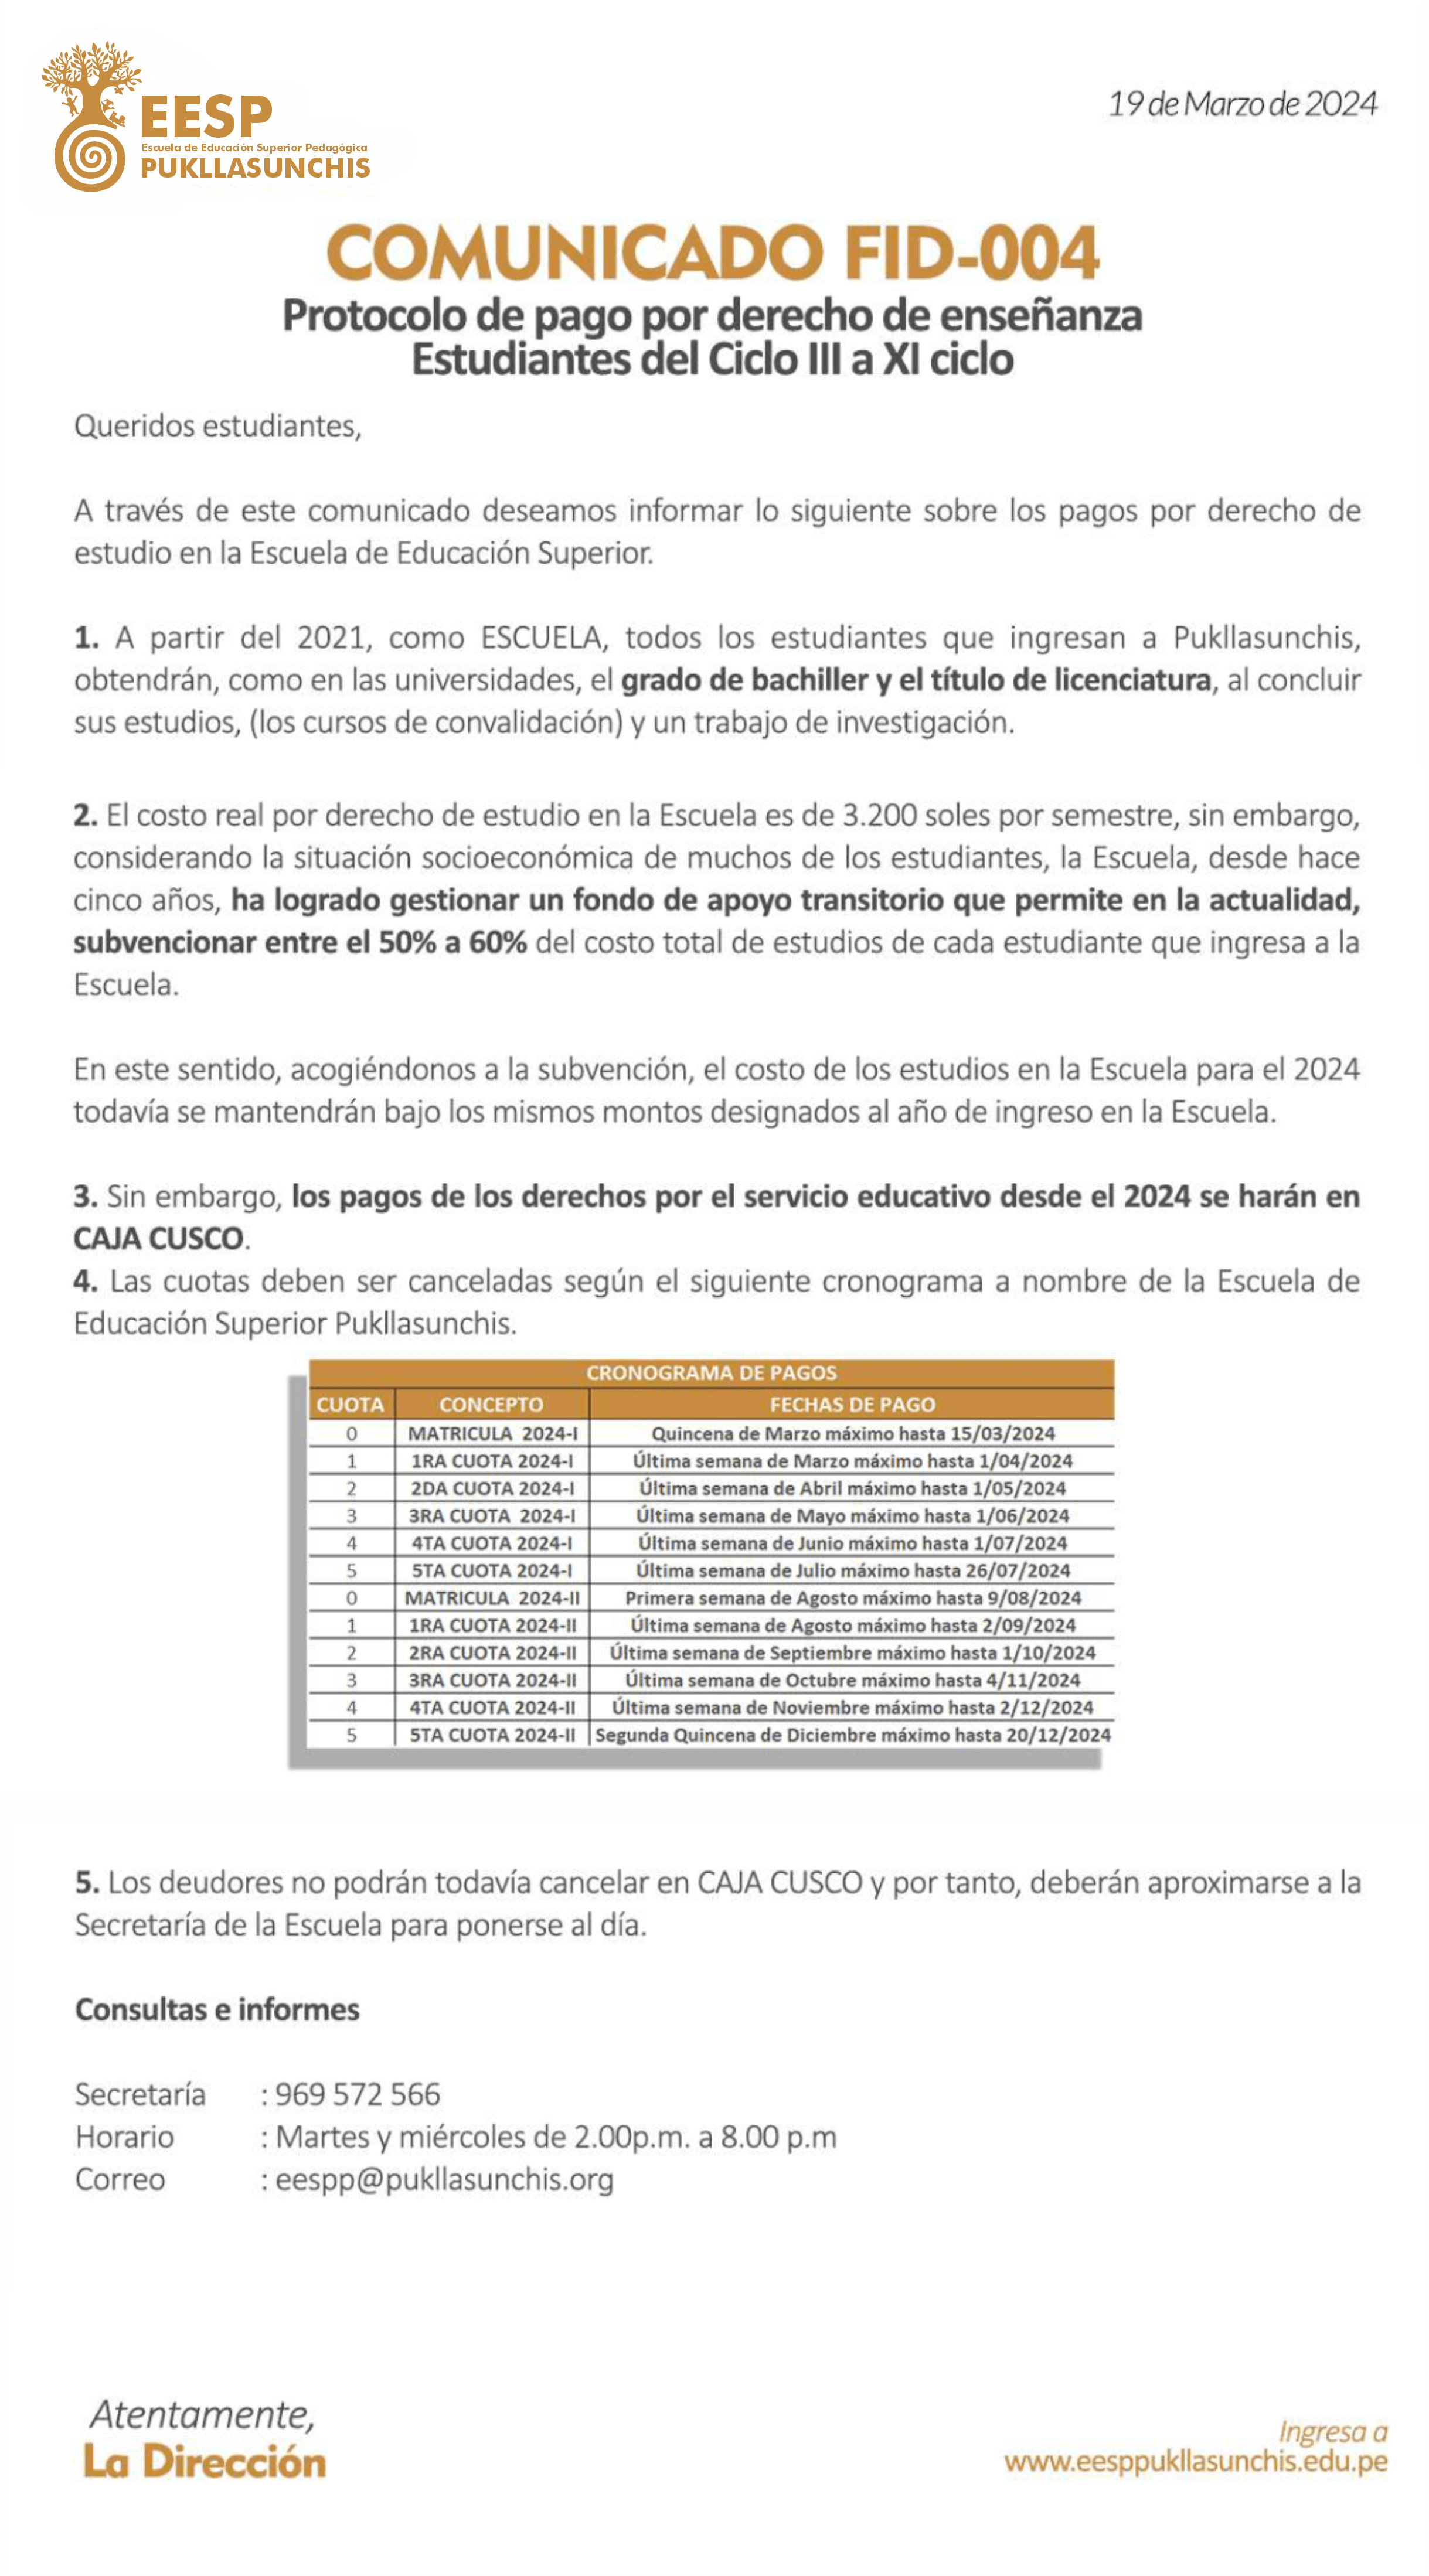 EESP
Escuela de Educación Superior Pedagógica
PUKLLASUNCHIS
19 de Marzo de 2024
COMUNICADO FID-004
Protocolo de pago por derecho de enseñanza
Estudiantes del Ciclo III a XI ciclo
Queridos estudiantes,
A través de este comunicado deseamos informar lo siguiente sobre los pagos por derecho de
estudio en la Escuela de Educación Superior.
1. A partir del 2021, como ESCUELA, todos los estudiantes que ingresan a Pukllasunchis,
obtendrán, como en las universidades, el grado de bachiller y el título de licenciatura, al concluir
sus estudios, (los cursos de convalidación) y un trabajo de investigación.
2. El costo real por derecho de estudio en la Escuela es de 3.200 soles por semestre, sin embargo,
considerando la situación socioeconómica de muchos de los estudiantes, la Escuela, desde hace
cinco años, ha logrado gestionar un fondo de apoyo transitorio que permite en la actualidad,
subvencionar entre el 50% a 60% del costo total de estudios de cada estudiante que ingresa a la
Escuela.
En este sentido, acogiéndonos a la subvención, el costo de los estudios en la Escuela para el 2024
todavía se mantendrán bajo los mismos montos designados al año de ingreso en la Escuela.
3. Sin embargo, los pagos de los derechos por el servicio educativo desde el 2024 se harán en
CAJA CUSCO.
4. Las cuotas deben ser canceladas según el siguiente cronograma a nombre de la Escuela de
Educación Superior Pukllasunchis.
CRONOGRAMA DE PAGOS
CUOTA CONCEPTO FECHAS DE PAGO
0 MATRICULA 2024-I Quincena de Marzo máximo hasta 15/03/2024
1 1RA CUOTA 2024-I Última semana de Marzo máximo hasta 1/04/2024
2 2DA CUOTA 2024-I Última semana de Abril máximo hasta 1/05/2024
3 3RA CUOTA 2024-I Última semana de Mayo máximo hasta 1/06/2024
4 4TA CUOTA 2024-I Última semana de Junio máximo hasta 1/07/2024
5 5TA CUOTA 2024-I Última semana de Julio máximo hasta 26/07/2024
0 MATRICULA 2024-II Primera semana de Agosto máximo hasta 9/08/2024
1 1RA CUOTA 2024-II Última semana de Agosto máximo hasta 2/09/2024
2 2RA CUOTA 2024-II Última semana de Septiembre máximo hasta 1/10/2024
3 3RA CUOTA 2024-II Última semana de Octubre máximo hasta 4/11/2024
4 4TA CUOTA 2024-II Última semana de Noviembre máximo hasta 2/12/2024
5 5TA CUOTA 2024-II Segunda Quincena de Diciembre máximo hasta 20/12/2024
5. Los deudores no podrán todavía cancelar en CAJA CUSCO y por tanto, deberán aproximarse a la
Secretaría de la Escuela para ponerse al día.
Consultas e informes
Secretaría : 969 572 566
Horario : Martes y miércoles de 2.00p.m. a 8.00 p.m
Correo : eespp@pukllasunchis.org
Atentamente,
La Dirección
Ingresa a
www.eesppukllasunchis.edu.pe